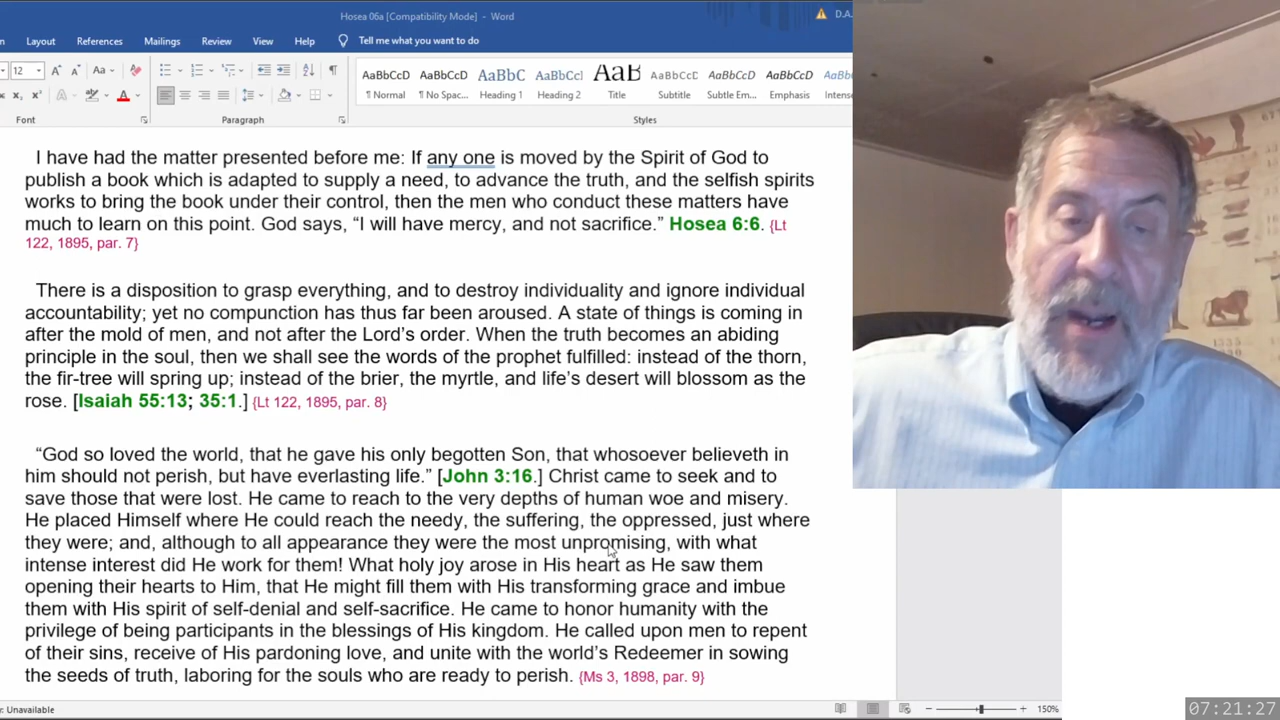 Hosea 06a [Compatibility Mode] - Word
D.A.
Layout References Mailings Review View Help Tell me what you want to do
12 Aa
AaBbCcD AaBbCcD AaBbC AaBbCcl AaB AaBbCcD AaBbCcD AaBbCcD
¶ Normal ¶ No Spac... Heading 1 Heading 2 Title Subtitle Subtle Em... Emphasis Intens
Font Paragraph Styles
I have had the matter presented before me: If any one is moved by the Spirit of God to
publish a book which is adapted to supply a need, to advance the truth, and the selfish spirits
works to bring the book under their control, then the men who conduct these matters have
much to learn on this point. God says, “I will have mercy, and not sacrifice.” Hosea 6:6. {Lt
122, 1895, par. 7}
There is a disposition to grasp everything, and to destroy individuality and ignore individual
accountability; yet no compunction has thus far been aroused. A state of things is coming in
after the mold of men, and not after the Lord’s order. When the truth becomes an abiding
principle in the soul, then we shall see the words of the prophet fulfilled: instead of the thorn,
the fir-tree will spring up; instead of the brier, the myrtle, and life’s desert will blossom as the
rose. [Isaiah 55:13; 35:1.] {Lt 122, 1895, par. 8}
“God so loved the world, that he gave his only begotten Son, that whosoever believeth in
him should not perish, but have everlasting life.” [John 3:16.] Christ came to seek and to
save those that were lost. He came to reach to the very depths of human woe and misery.
He placed Himself where He could reach the needy, the suffering, the oppressed, just where
they were; and, although to all appearance they were the most unpromising, with what
intense interest did He work for them! What holy joy arose in His heart as He saw them
opening their hearts to Him, that He might fill them with His transforming grace and imbue
them with His spirit of self-denial and self-sacrifice. He came to honor humanity with the
privilege of being participants in the blessings of His kingdom. He called upon men to repent
of their sins, receive of His pardoning love, and unite with the world’s Redeemer in sowing
the seeds of truth, laboring for the souls who are ready to perish. {Ms 3, 1898, par. 9}
: Unavailable
150%
07:21:27